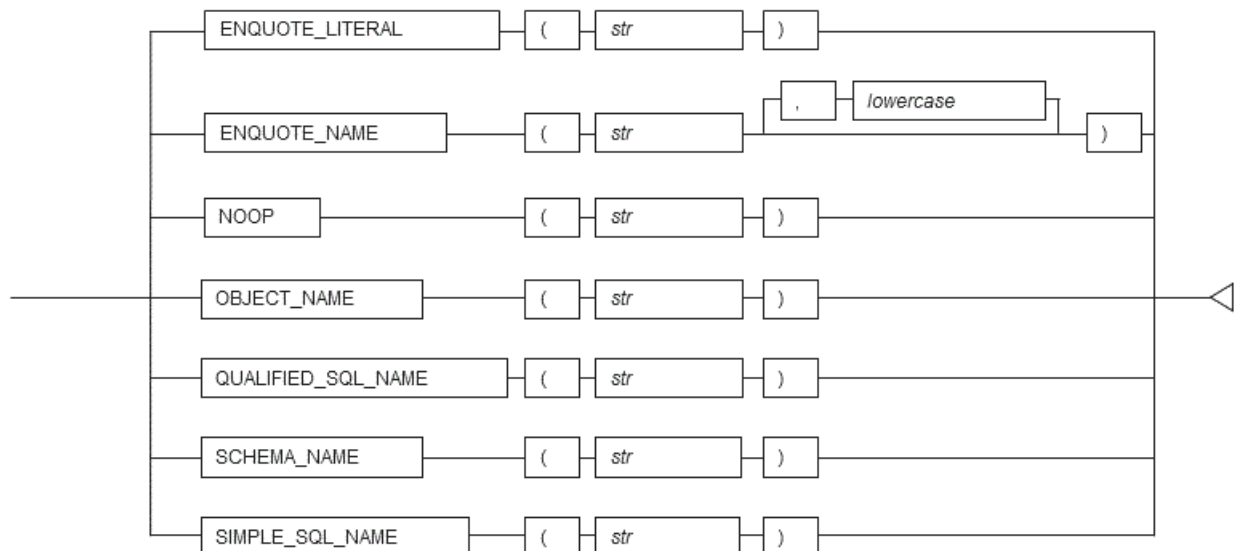 ENQUOTE_LITERAL ( str )
, lowercase
ENQUOTE_NAME ( str )
NOOP ( str )
OBJECT_NAME ( str )
QUALIFIED_SQL_NAME ( str )
SCHEMA_NAME ( str )
SIMPLE_SQL_NAME ( str )